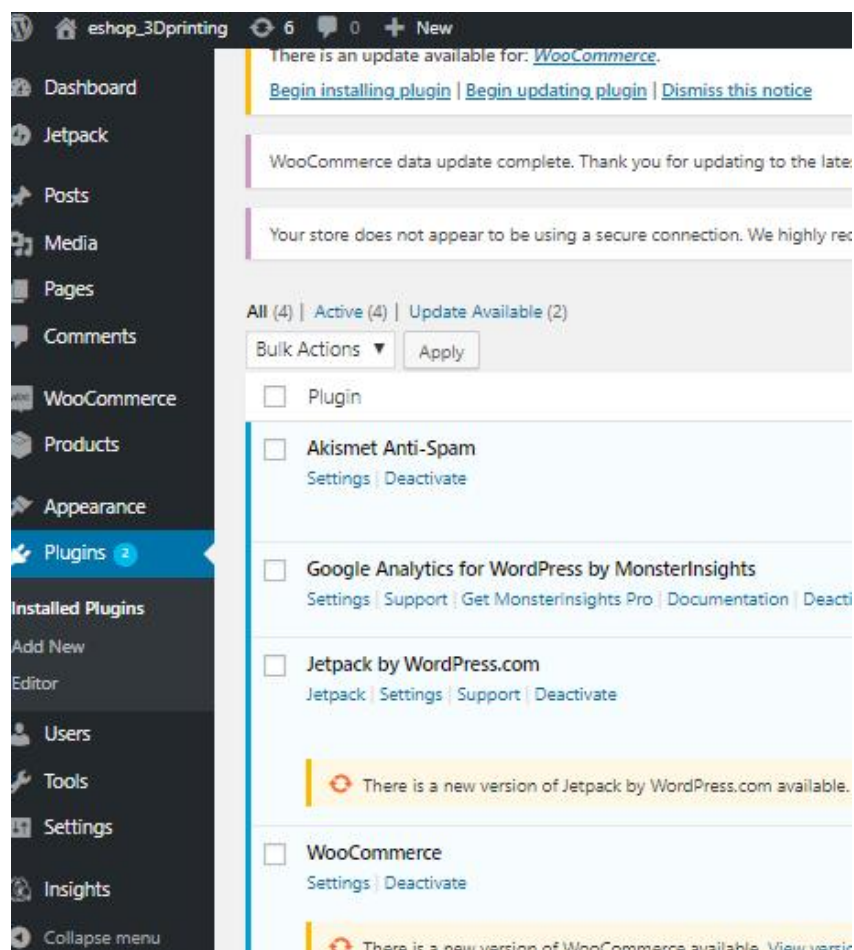 eshop_3Dprinting 6 0 New
Dashboard
Jetpack
Posts
Media
Pages
Comments
WooCommerce
Products
Appearance
Plugins 2
Installed Plugins
Add New
Editor
Users
Tools
Settings
Insights
Collapse menu
There is an update available for: WooCommerce.
Begin installing plugin | Begin updating plugin | Dismiss this notice
WooCommerce data update complete. Thank you for updating to the late
Your store does not appear to be using a secure connection. We highly rec
All (4) | Active (4) | Update Available (2)
Bulk Actions ▼ Apply
Plugin
Akismet Anti-Spam
Settings | Deactivate
Google Analytics for WordPress by MonsterInsights
Settings | Support | Get MonsterInsights Pro | Documentation | Deacti
Jetpack by WordPress.com
Jetpack | Settings | Support | Deactivate
There is a new version of Jetpack by WordPress.com available.
WooCommerce
Settings | Deactivate
There is a new version of WooCommerce available. View versi